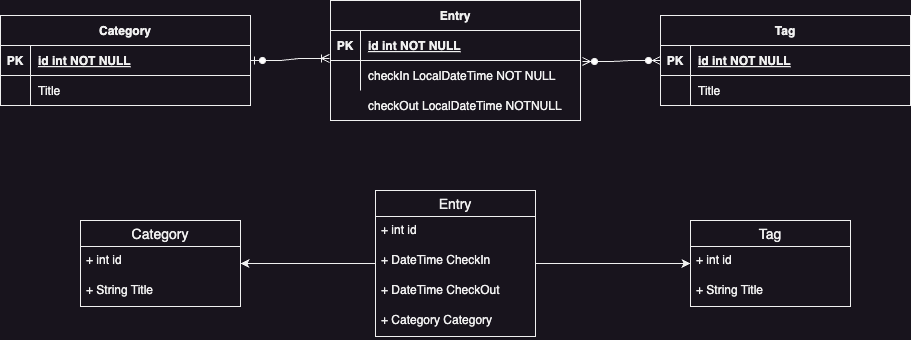 Category
PK id int NOT NULL
Title
Entry
PK id int NOT NULL
checkIn LocalDateTime NOT NULL
checkOut LocalDateTime NOTNULL
Tag
PK id int NOT NULL
Title
Category
+ int id
+ String Title
Entry
+ int id
+ DateTime CheckIn
+ DateTime CheckOut
+ Category Category
Tag
+ int id
+ String Title